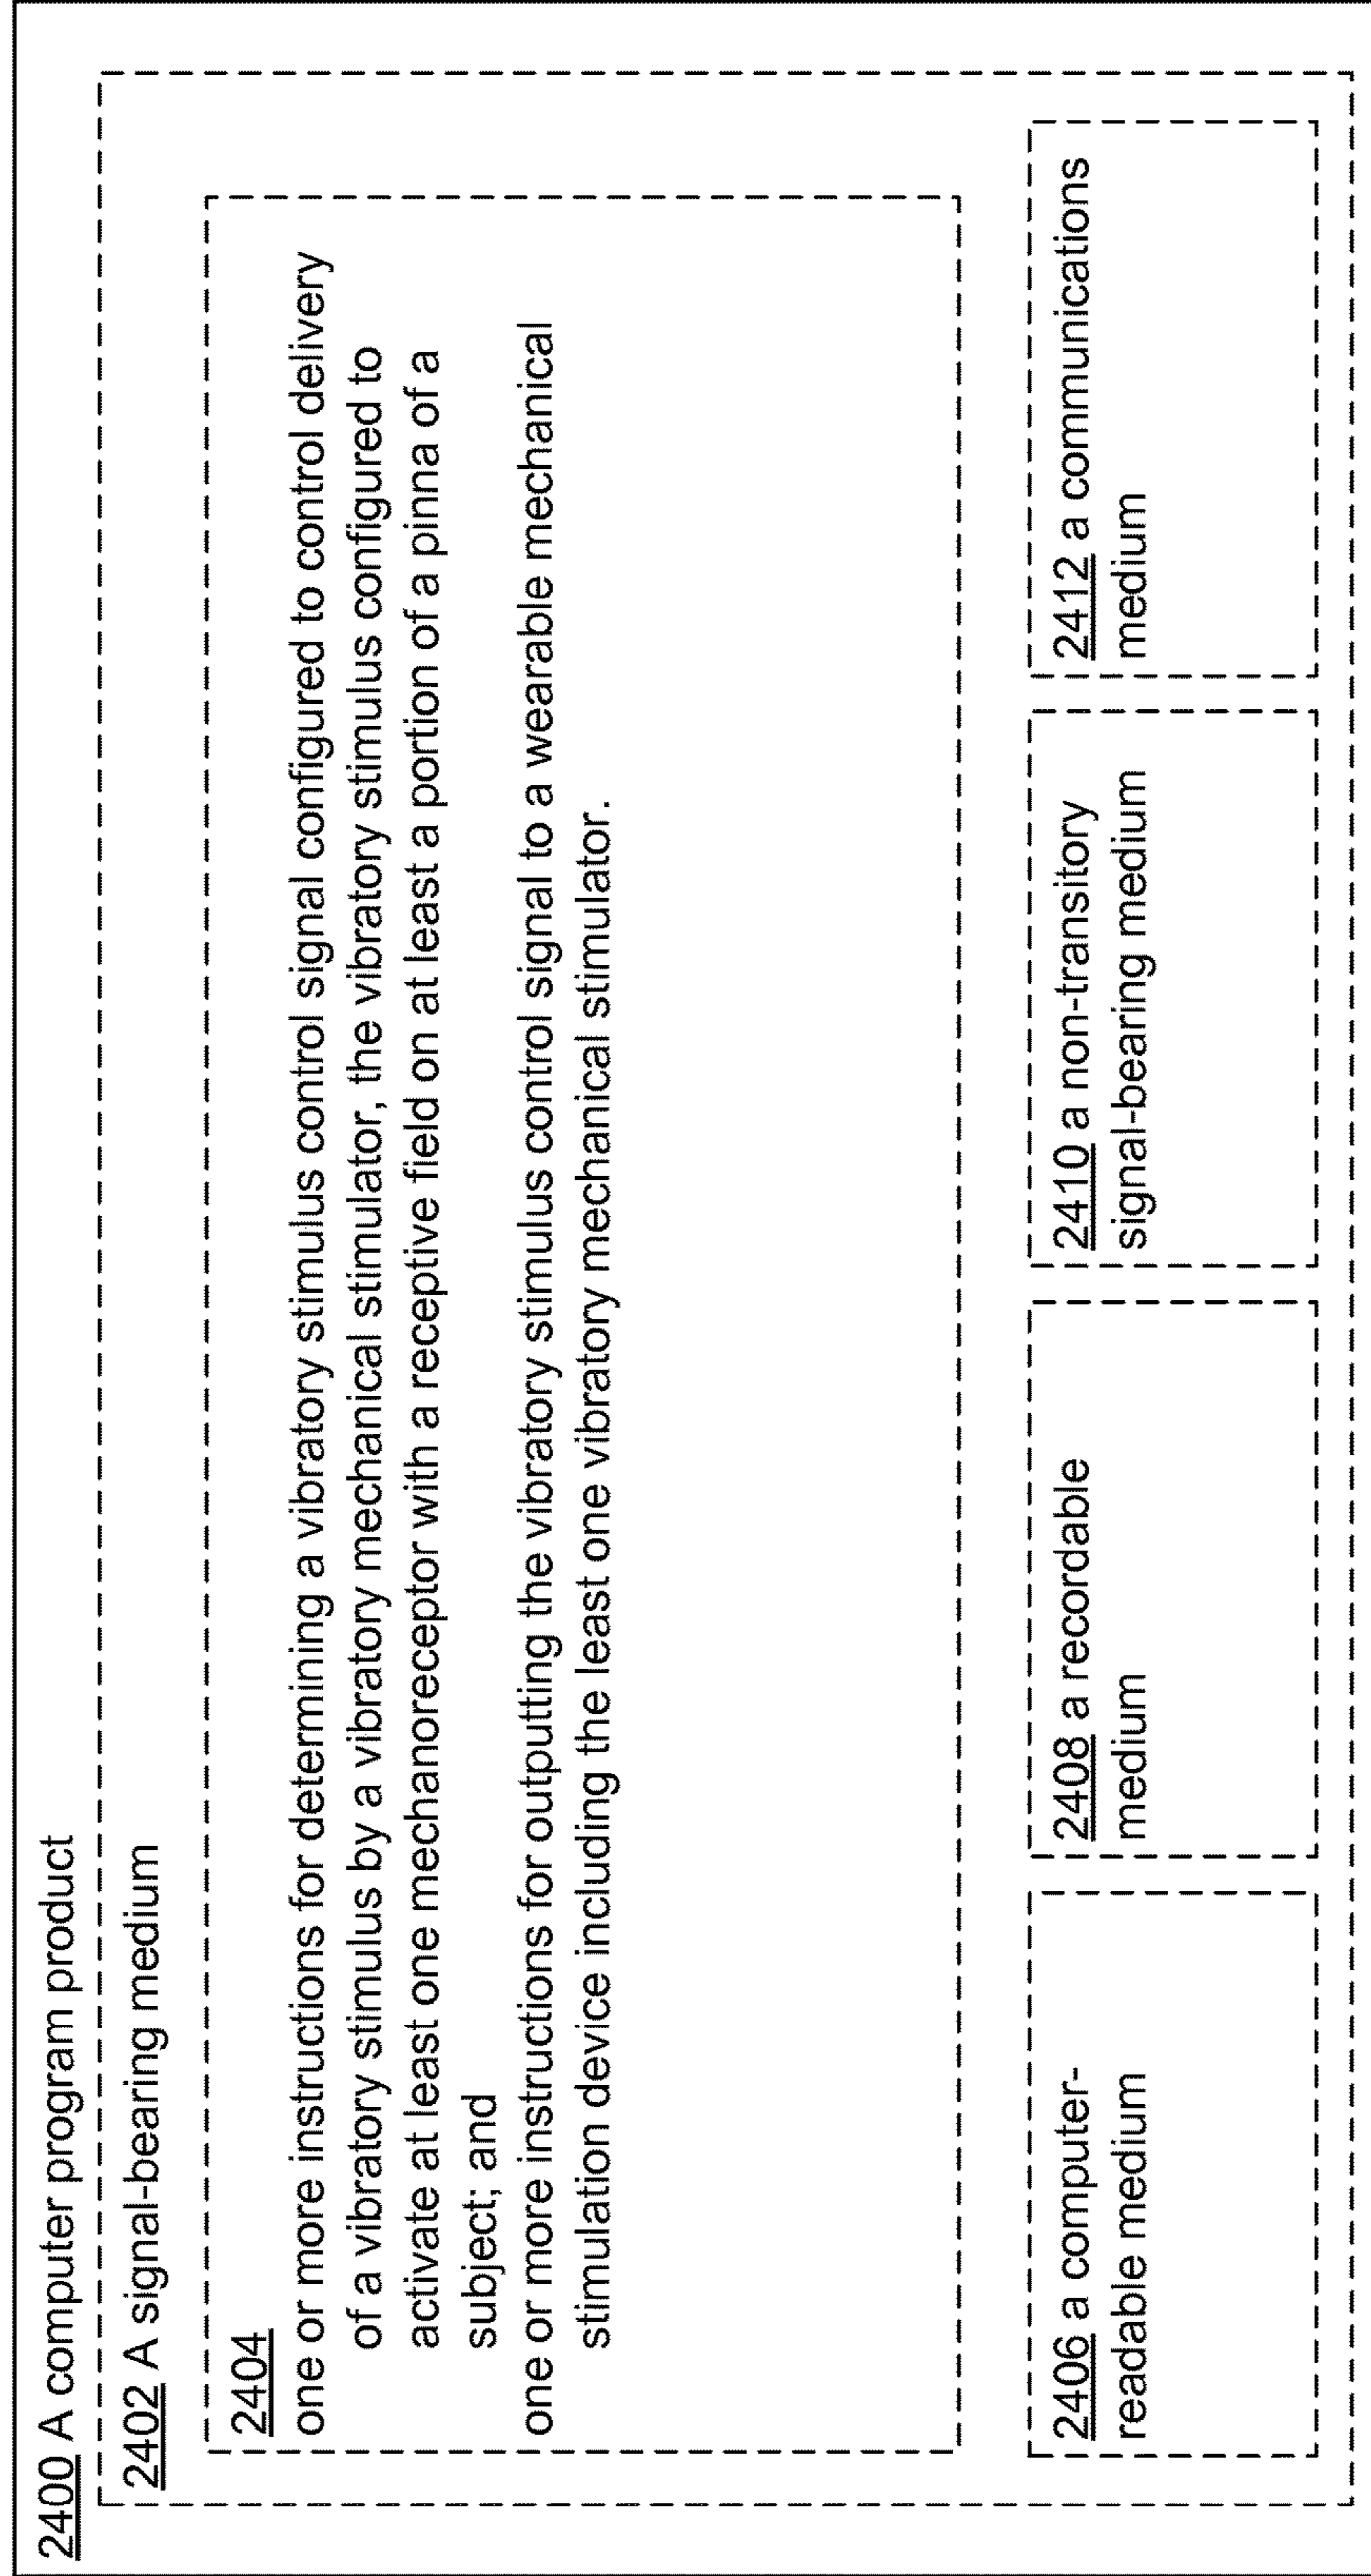 2400 A computer program product
2402 A signal-bearing medium
2404
one or more instructions for determining a vibratory stimulus control signal configured to control delivery
of a vibratory stimulus by a vibratory mechanical stimulator, the vibratory stimulus configured to
activate at least one mechanoreceptor with a receptive field on at least a portion of a pinna of a
subject; and
one or more instructions for outputting the vibratory stimulus control signal to a wearable mechanical
stimulation device including the least one vibratory mechanical stimulator.
2406 a computer-
readable medium
2408 a recordable
medium
2410 a non-transitory
signal-bearing medium
2412 a communications
medium